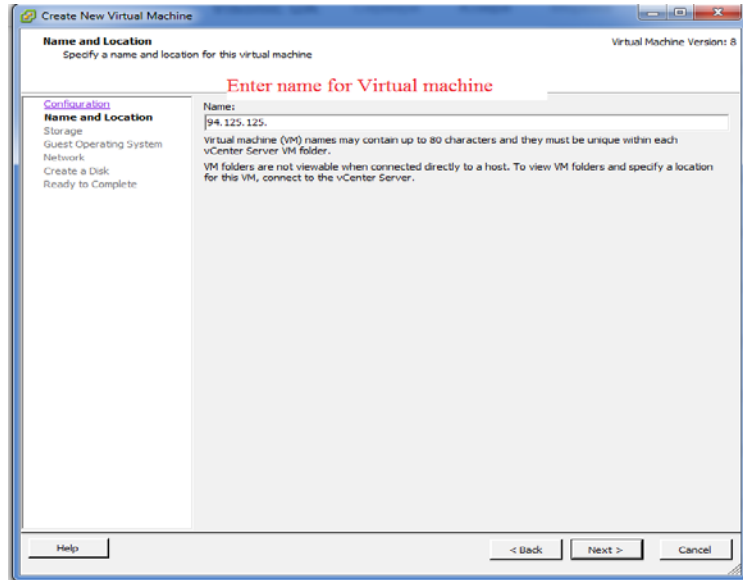 Create New Virtual Machine
Name and Location
Specify a name and location for this virtual machine
Virtual Machine Version: 8
Enter name for Virtual machine
Configuration
Name and Location
Storage
Guest Operating System
Network
Create a Disk
Ready to Complete
Name:
94.125.125.
Virtual machine (VM) names may contain up to 80 characters and they must be unique within each
vCenter Server VM folder.
VM folders are not viewable when connected directly to a host. To view VM folders and specify a location
for this VM, connect to the vCenter Server.
Help
< Back
Next >
Cancel